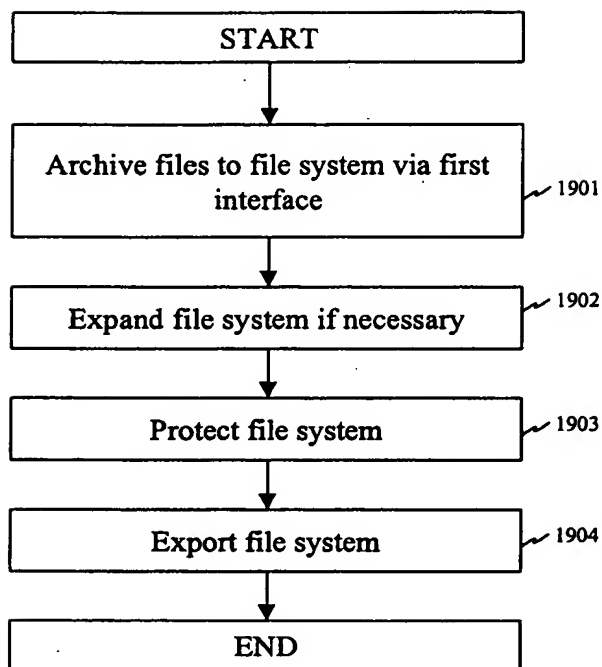 START
Archive files to file system via first
interface
1901
Expand file system if necessary
1902
Protect file system
1903
Export file system
1904
END